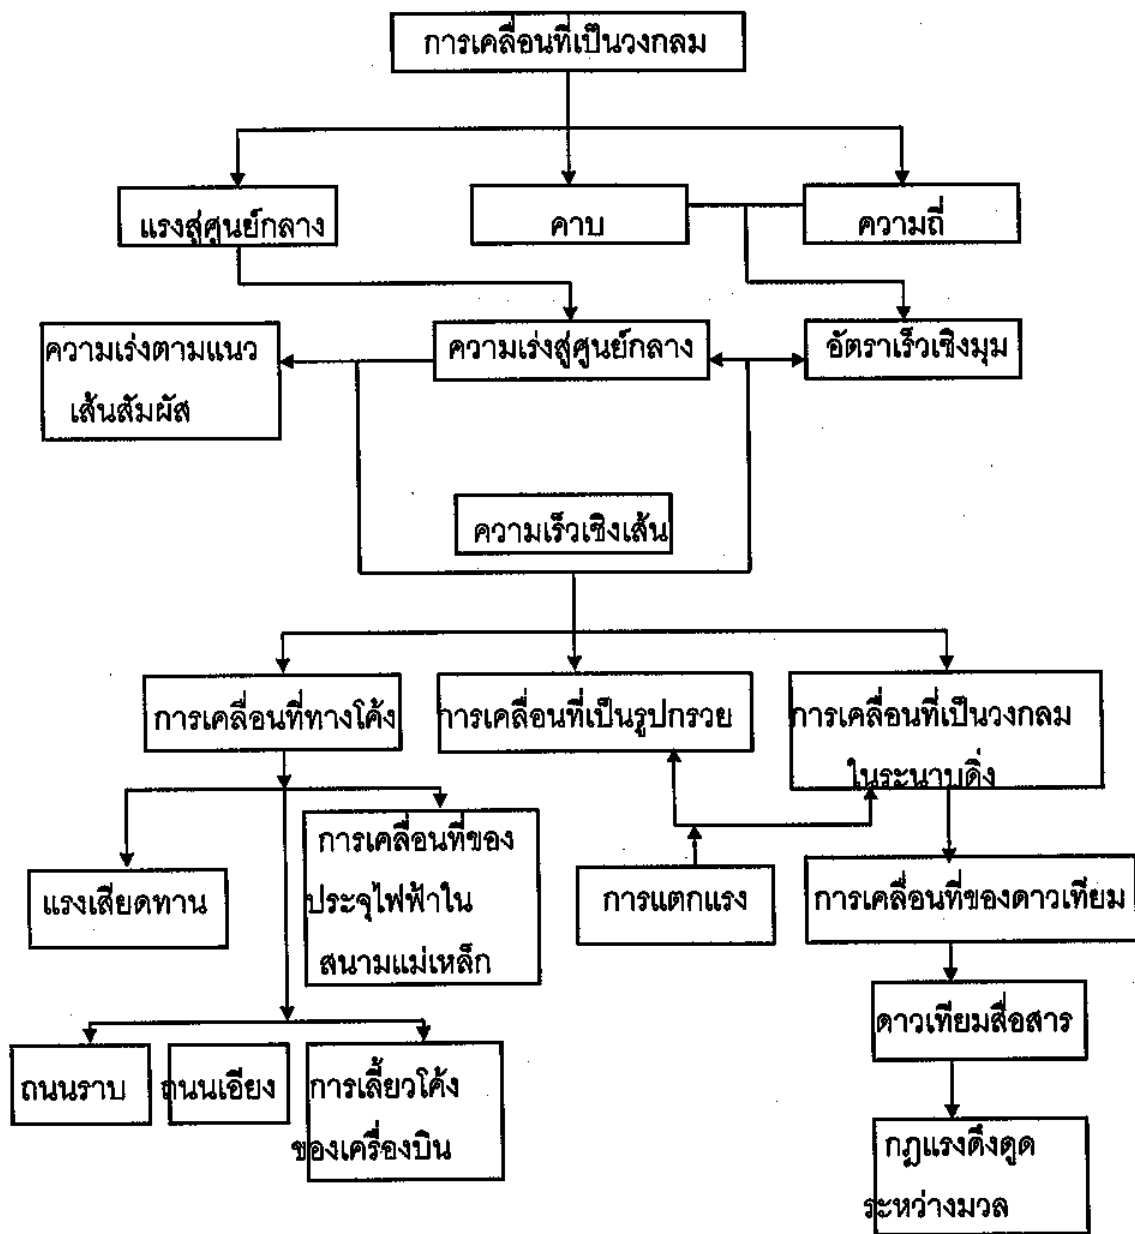 การเคลื่อนที่เป็นวงกลม
แรงสู่ศูนย์กลาง
คาบ
ความถี่
ความเร่งตามแนว
เส้นสัมผัส
ความเร่งสู่ศูนย์กลาง
อัตราเร็วเชิงมุม
ความเร็วเชิงเส้น
การเคลื่อนที่ทางโค้ง
การเคลื่อนที่เป็นรูปกรวย
การเคลื่อนที่เป็นวงกลม
ในระนาบดิ่ง
แรงเสียดทาน
การเคลื่อนที่ของ
ประจุไฟฟ้าใน
สนามแม่เหล็ก
การแตกแรง
การเคลื่อนที่ของดาวเทียม
ดาวเทียมสื่อสาร
ถนนราบ
ถนนเอียง
การเลี้ยวโค้ง
ของเครื่องบิน
กฎแรงดึงดูด
ระหว่างมวล